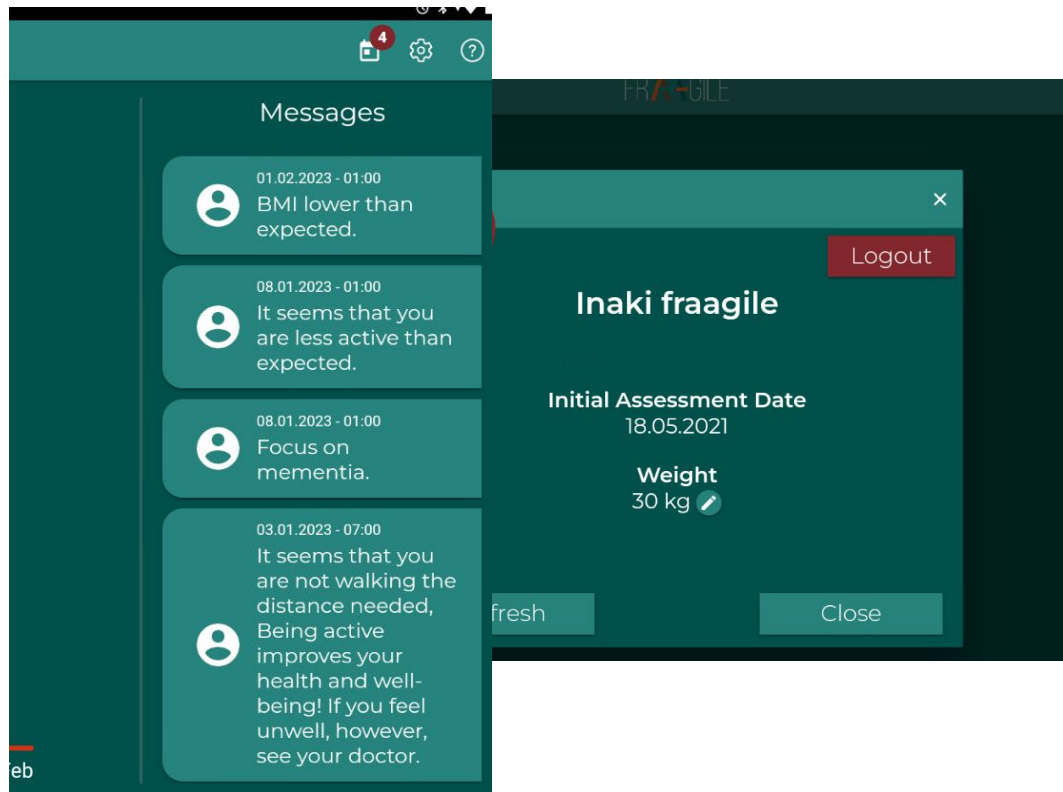 4
?
Messages
01.02.2023 - 01:00
BMI lower than
expected.
08.01.2023 - 01:00
It seems that you
are less active than
expected.
08.01.2023 - 01:00
Focus on
mementia.
03.01.2023 - 07:00
It seems that you
are not walking the
distance needed,
Being active
improves your
health and well-
being! If you feel
unwell, however,
see your doctor.
eb
FRAAGILE
×
Logout
Inaki fraagile
Initial Assessment Date
18.05.2021
Weight
30 kg
fresh
Close